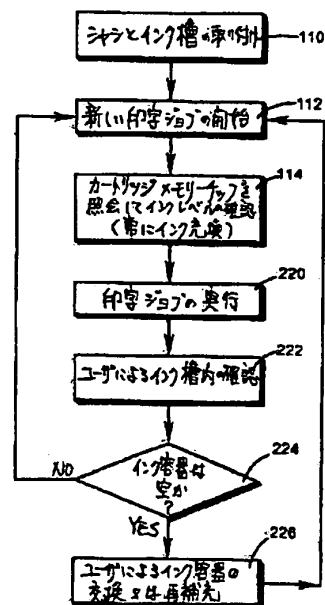 シャシとインク槽の取り付け
110
新しい印字ジョブの開始
112
カートリッジメモリーチップを
照会してインクレベルの確認
(常にインク充填)
114
印字ジョブの実行
220
ユーザによるインク槽内の確認
222
インク容器は
空か
?
224
NO
YES
ユーザによるインク容器の
交換又は再補充
226